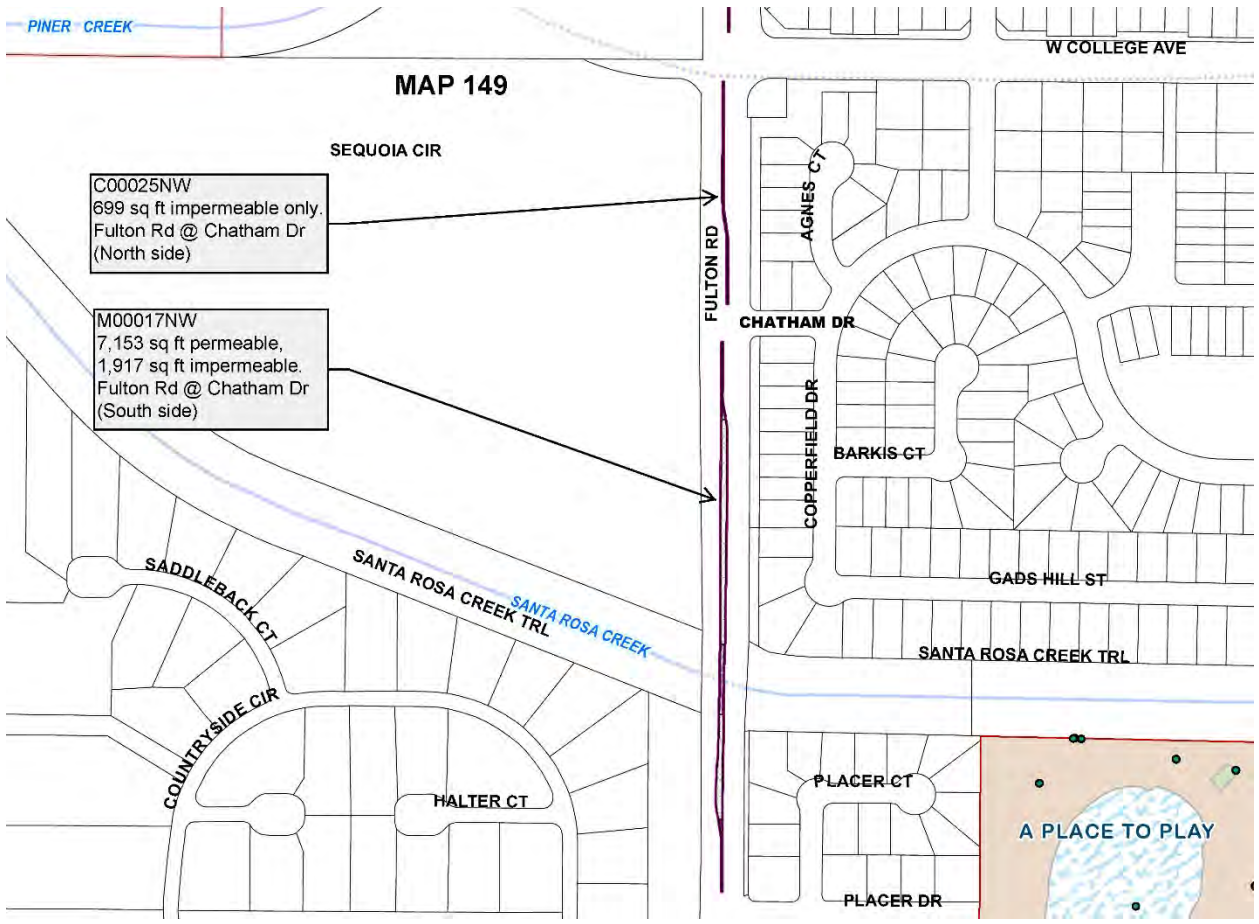 PINER CREEK
W COLLEGE AVE
MAP 149
SEQUOIA CIR
C00025NW
699 sq ft impermeable only.
Fulton Rd @ Chatham Dr
(North side)
AGNES CT
FULTON RD
M00017NW
7,153 sq ft permeable,
1,917 sq ft impermeable.
Fulton Rd @ Chatham Dr
(South side)
CHATHAM DR
COPPERFIELD DR
BARKIS CT
SADDLEBACK CT
SANTA ROSA CREEK TRL
SANTA ROSA CREEK
GADS HILL ST
SANTA ROSA CREEK TRL
COUNTRYSIDE CIR
HALTER CT
PLACER CT
A PLACE TO PLAY
PLACER DR